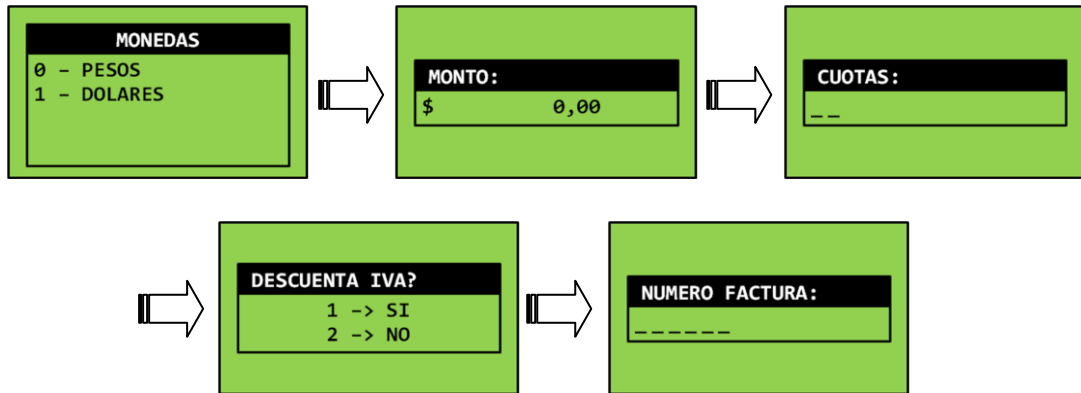 MONEDAS
0 - PESOS
1 - DOLARES
MONTO:
$ 0,00
CUOTAS:
_ _
DESCUENTA IVA?
1 -> SI
2 -> NO
NUMERO FACTURA:
_ _ _ _ _ _